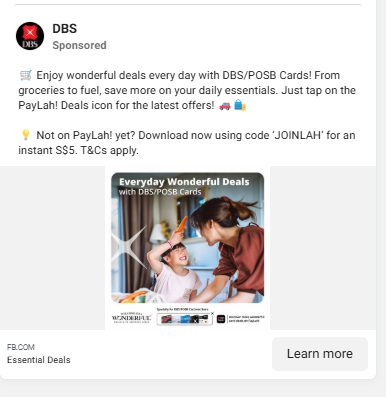 DBS
DBS
Sponsored
🛒 Enjoy wonderful deals every day with DBS/POSB Cards! From
groceries to fuel, save more on your daily essentials. Just tap on the
PayLah! Deals icon for the latest offers! 🚗 🛍️
💡 Not on PayLah! yet? Download now using code 'JOINLAH' for an
instant S$5. T&Cs apply.
Everyday Wonderful Deals
with DBS/POSB Cards
WONDERFUL
FB.COM
Essential Deals
Learn more